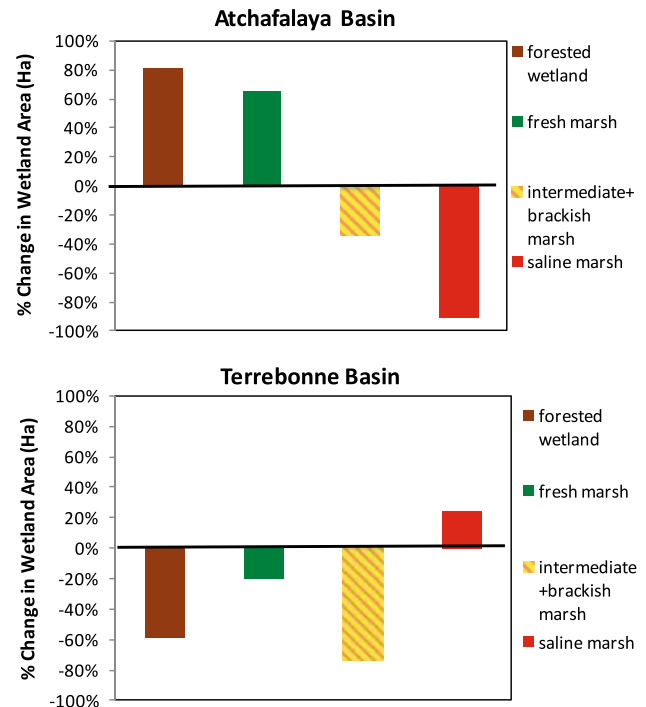 Atchafalaya Basin
% Change in Wetland Area (Ha)
100%
80%
60%
40%
20%
0%
-20%
-40%
-60%
-80%
-100%
forested
wetland
fresh marsh
intermediate+
brackish
marsh
saline marsh
Terrebonne Basin
% Change in Wetland Area (Ha)
100%
80%
60%
40%
20%
0%
-20%
-40%
-60%
-80%
-100%
forested
wetland
fresh marsh
intermediate
+brackish
marsh
saline marsh